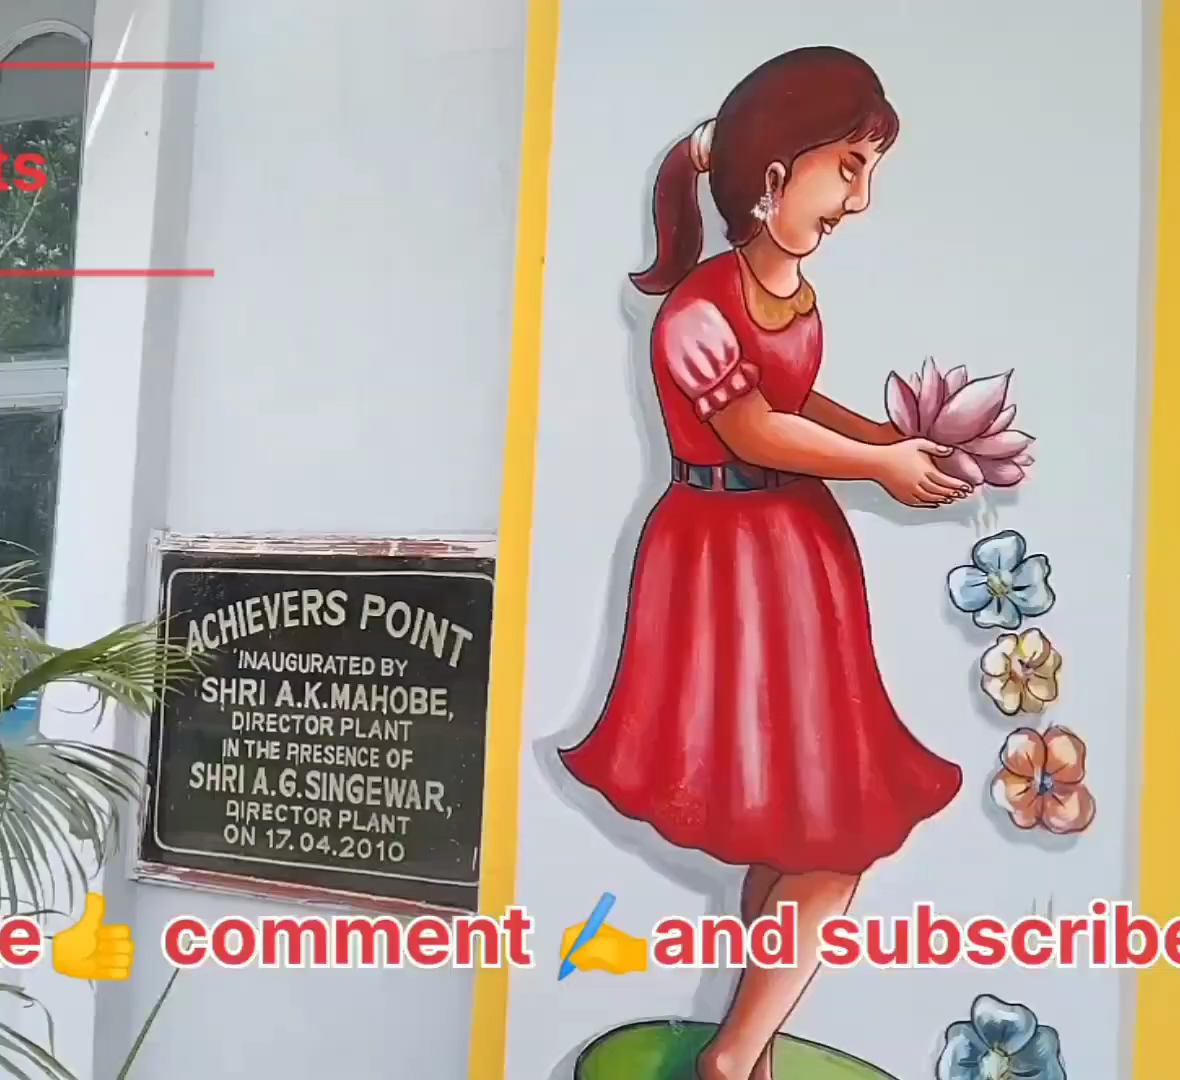 ts
ACHIEVERS POINT
INAUGURATED BY
SHRI A.K.MAHOBE,
DIRECTOR PLANT
IN THE PRESENCE OF
SHRI A.G.SINGEWAR,
DIRECTOR PLANT
ON 17.04.2010
e👍 comment ✍️and subscribe